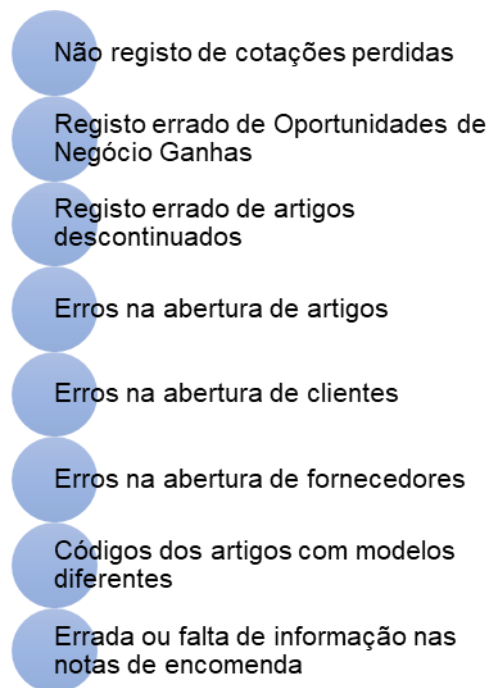 Não registo de cotações perdidas
Registo errado de Oportunidades de
Negócio Ganhas
Registo errado de artigos
descontinuados
Erros na abertura de artigos
Erros na abertura de clientes
Erros na abertura de fornecedores
Códigos dos artigos com modelos
diferentes
Errada ou falta de informação nas
notas de encomenda